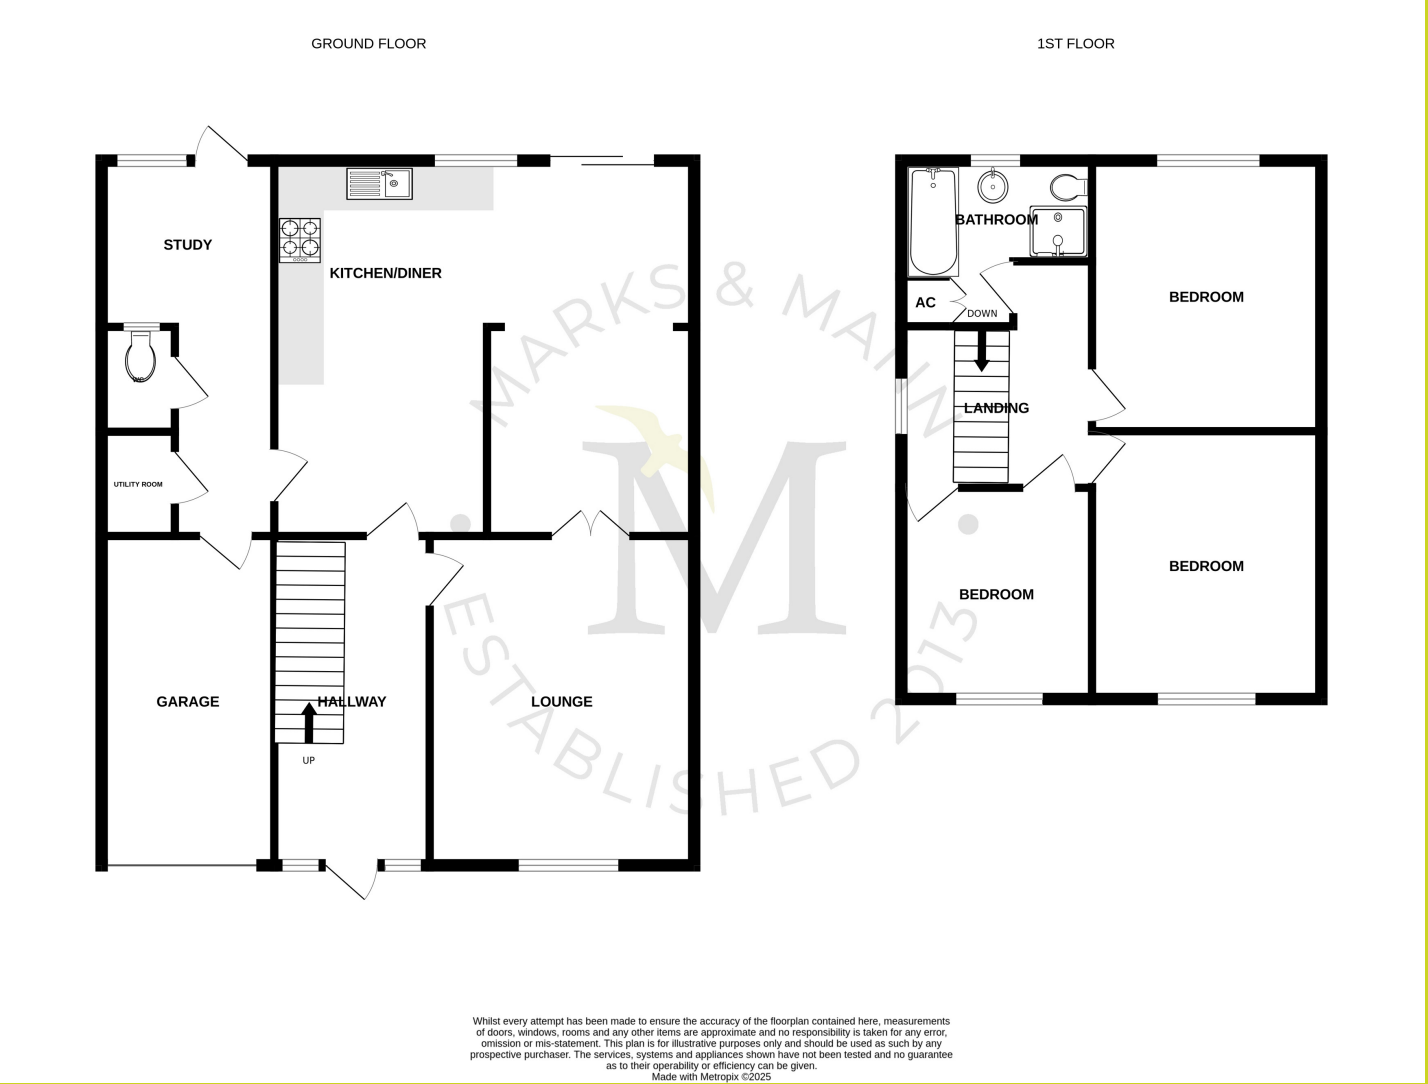 GROUND FLOOR
1ST FLOOR
STUDY
KITCHEN/DINER
UTILITY ROOM
GARAGE
HALLWAY
UP
LOUNGE
BATHROOM
AC
DOWN
LANDING
BEDROOM
BEDROOM
BEDROOM
MARKS & MANN
M
ESTABLISHED 2013
Whilst every attempt has been made to ensure the accuracy of the floorplan contained here, measurements
of doors, windows, rooms and any other items are approximate and no responsibility is taken for any error,
omission or mis-statement. This plan is for illustrative purposes only and should be used as such by any
prospective purchaser. The services, systems and appliances shown have not been tested and no guarantee
as to their operability or efficiency can be given.
Made with Metropix ©2025